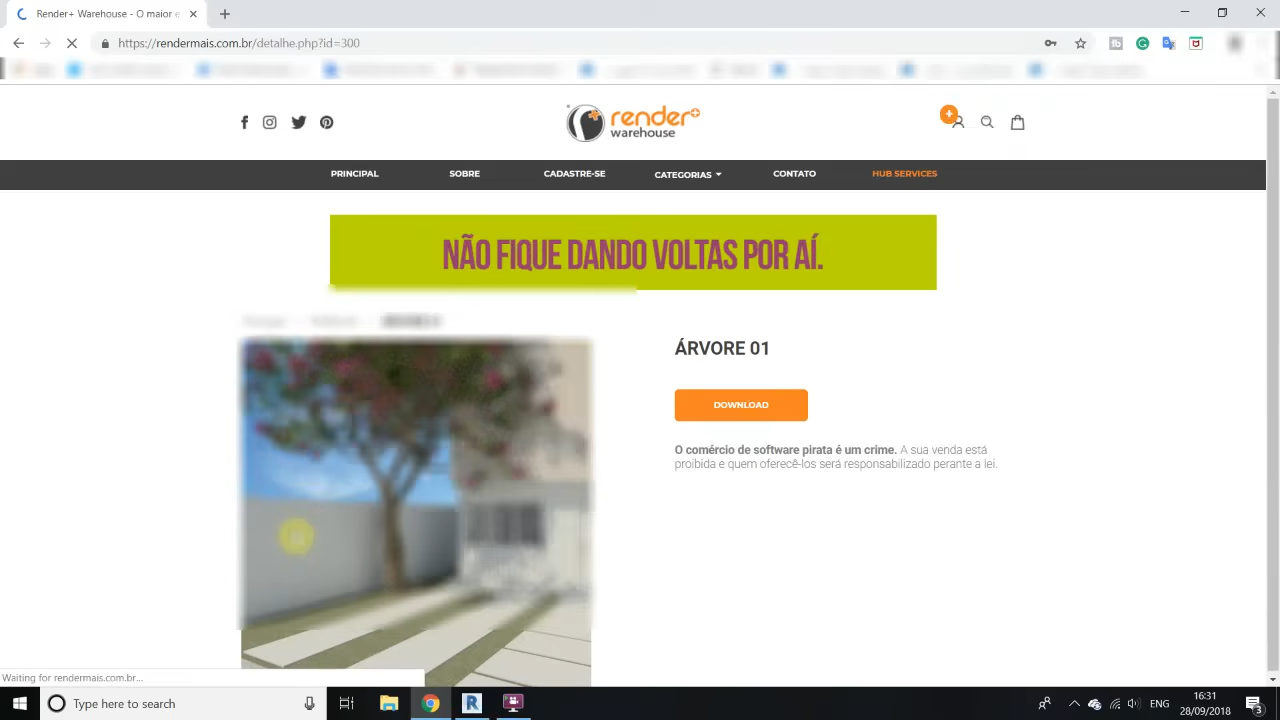 Render+ Warehouse - O maior e
https://rendermais.com.br/detalhe.php?id=300
render+
warehouse
PRINCIPAL SOBRE CADASTRE-SE CATEGORIAS CONTATO HUB SERVICES
NÃO FIQUE DANDO VOLTAS POR AÍ.
ÁRVORE 01
DOWNLOAD
O comércio de software pirata é um crime. A sua venda está
proibida e quem oferecê-los será responsabilizado perante a lei.
Waiting for rendermais.com.br...
Type here to search
ENG
16:31
28/09/2018
3